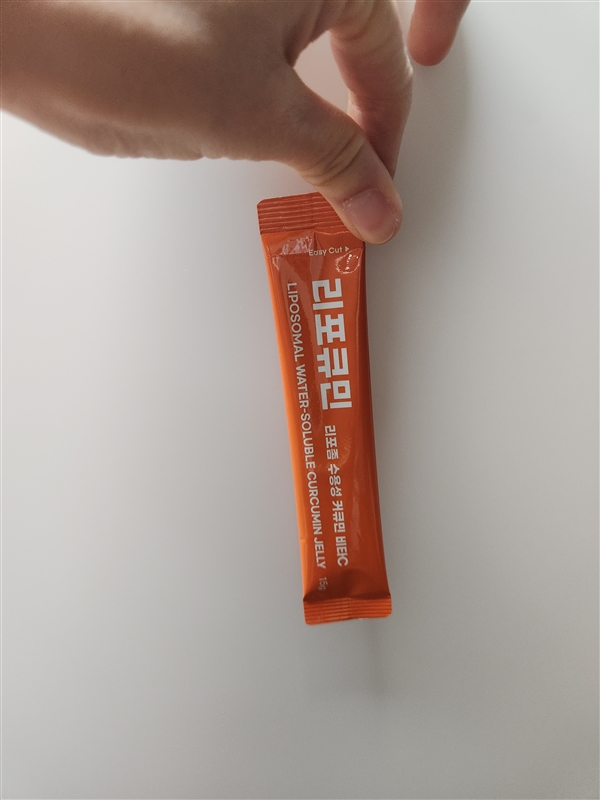 Easy Cut ▶
리포큐민
리포좀 수용성 커큐민 비타C
LIPOSOMAL WATER-SOLUBLE CURCUMIN JELLY 15g